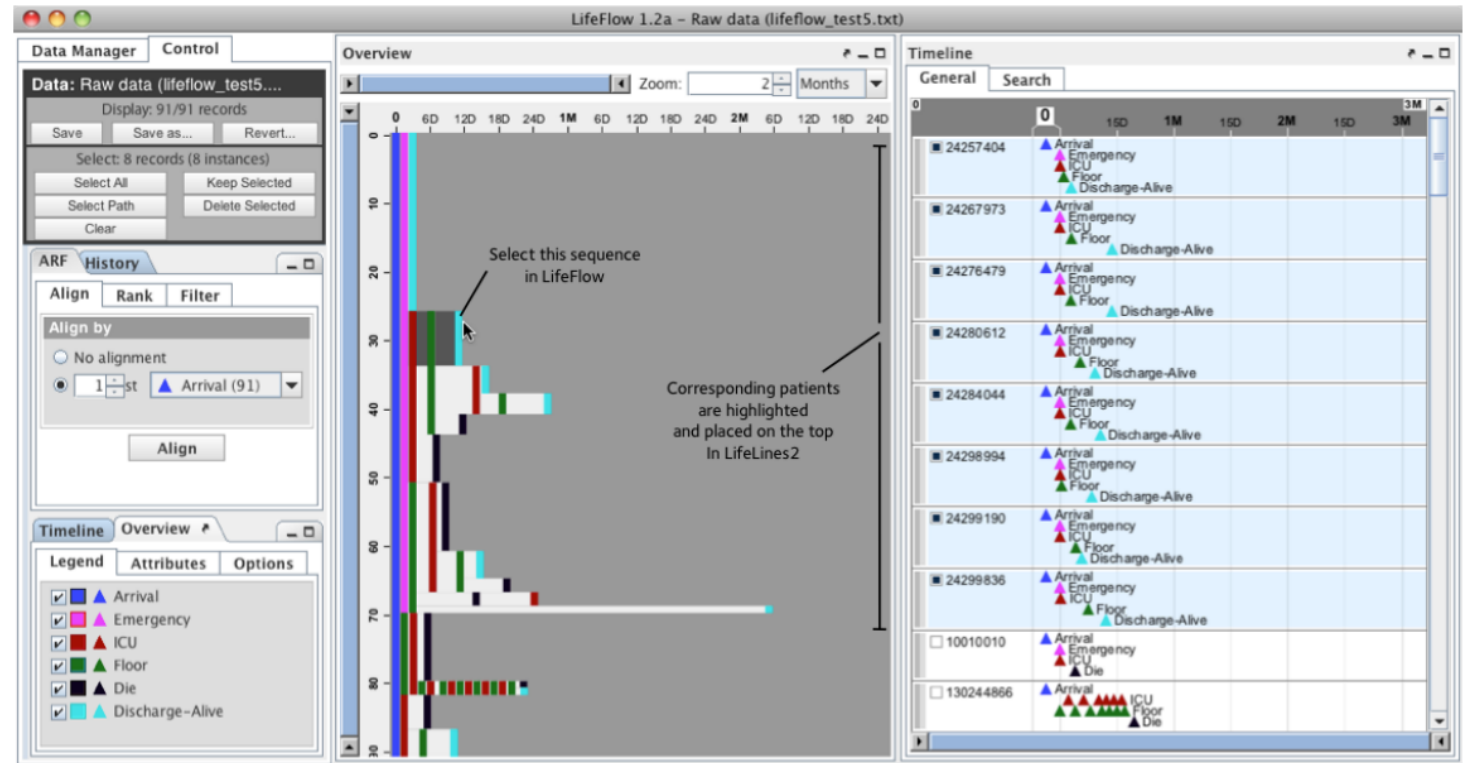 LifeFlow 1.2a – Raw data (lifeflow_test5.txt)
Data Manager
Control
Data: Raw data (lifeflow_test5....
Display: 91/91 records
Save
Save as...
Revert...
Select: 8 records (8 instances)
Select All
Keep Selected
Select Path
Delete Selected
Clear
ARF
History
Align
Rank
Filter
Align by
No alignment
1 st
Arrival (91)
Align
Timeline
Overview
Legend
Attributes
Options
Arrival
Emergency
ICU
Floor
Die
Discharge-Alive
Overview
Zoom: 2 Months
0 6D 12D 18D 24D 1M 6D 12D 18D 24D 2M 6D 12D 18D 24D
0
10
20
30
40
50
60
70
80
90
Select this sequence
in LifeFlow
Corresponding patients
are highlighted
and placed on the top
In LifeLines2
Timeline
General
Search
0 3M
0 15D 1M 15D 2M 15D 3M
24257404
Arrival
Emergency
ICU
Floor
Discharge-Alive
24267973
Arrival
Emergency
ICU
Floor
Discharge-Alive
24276479
Arrival
Emergency
ICU
Floor
Discharge-Alive
24280612
Arrival
Emergency
ICU
Floor
Discharge-Alive
24284044
Arrival
Emergency
ICU
Floor
Discharge-Alive
24298994
Arrival
Emergency
ICU
Floor
Discharge-Alive
24299190
Arrival
Emergency
ICU
Floor
Discharge-Alive
24299836
Arrival
Emergency
ICU
Floor
Discharge-Alive
10010010
Arrival
Emergency
ICU
Die
130244866
Arrival
ICU
Floor
Die